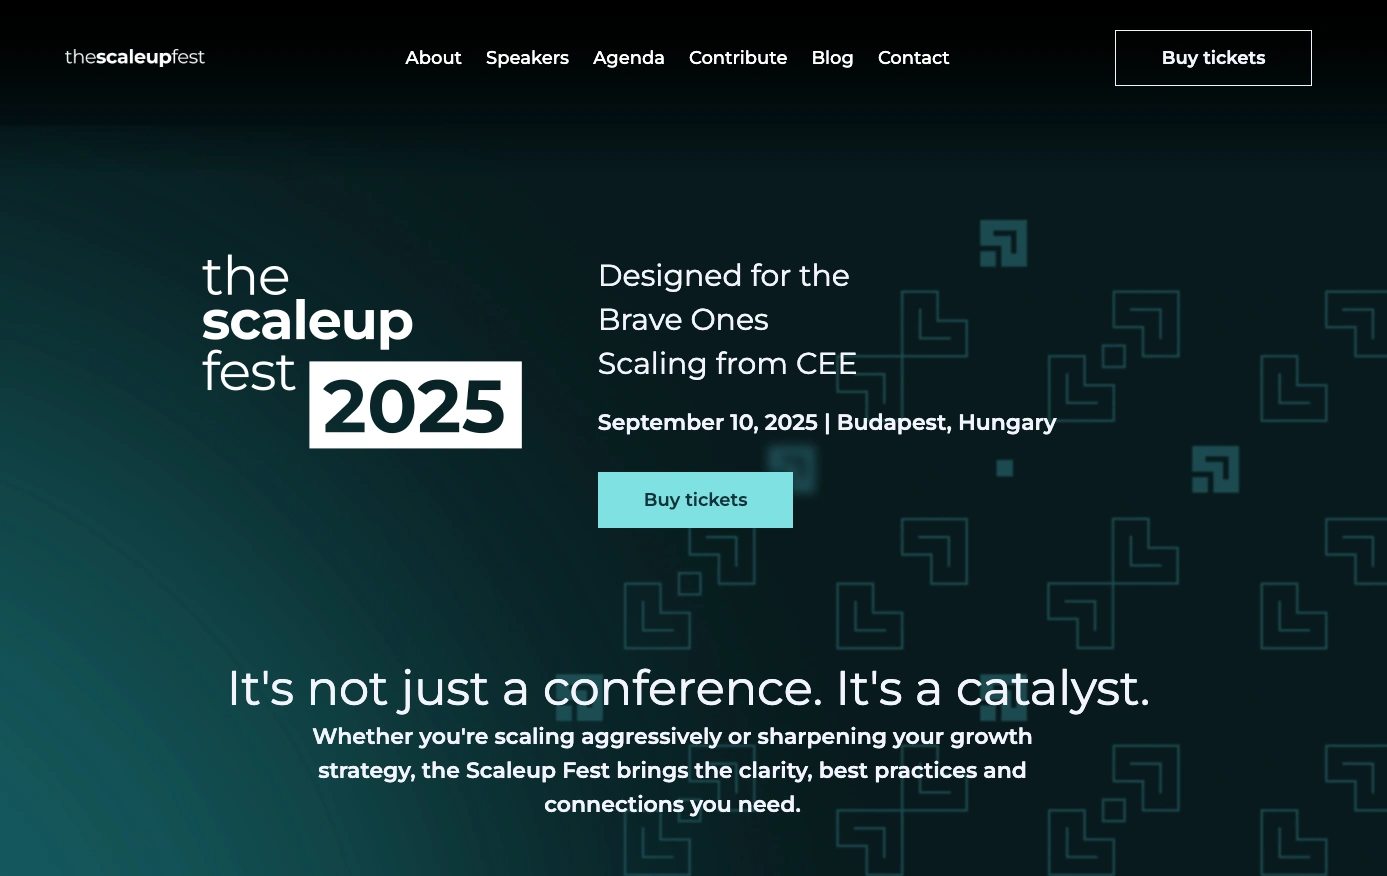 thescaleupfest
About Speakers Agenda Contribute Blog Contact
Buy tickets
the
scaleup
fest 2025
Designed for the
Brave Ones
Scaling from CEE
September 10, 2025 | Budapest, Hungary
Buy tickets
It's not just a conference. It's a catalyst.
Whether you're scaling aggressively or sharpening your growth
strategy, the Scaleup Fest brings the clarity, best practices and
connections you need.